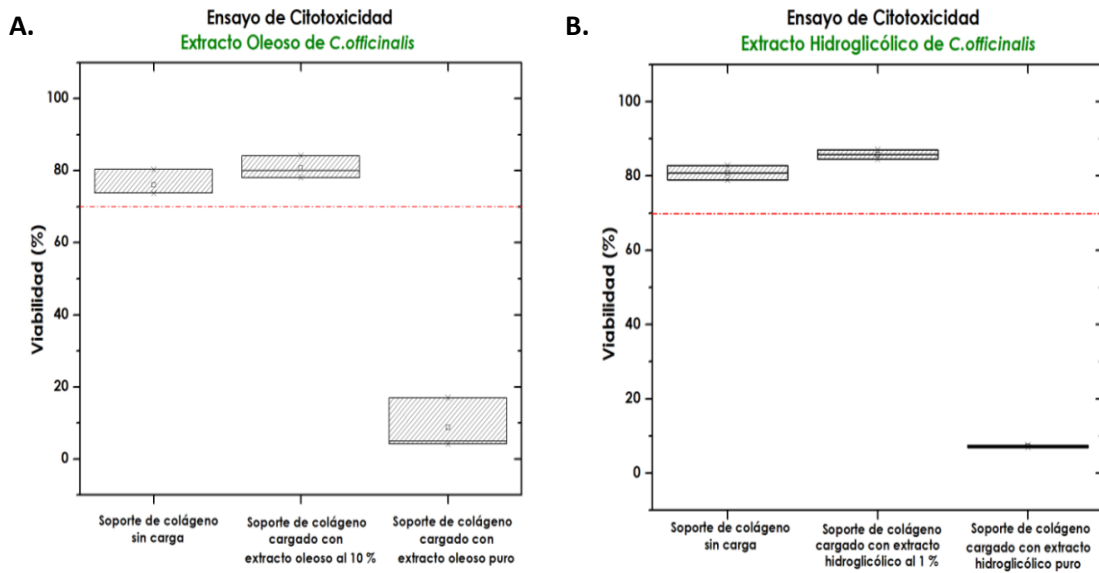 A.
Ensayo de Citotoxicidad
Extracto Oleoso de C.officinalis
Viabilidad (%)
100
80
60
40
20
0
Soporte de colágeno
sin carga
Soporte de colágeno
cargado con
extracto oleoso al 10 %
Soporte de colágeno
cargado con
extracto oleoso puro
B.
Ensayo de Citotoxicidad
Extracto Hidroglicólico de C.officinalis
Viabilidad (%)
100
80
60
40
20
0
Soporte de colágeno
sin carga
Soporte de colágeno
cargado con extracto
hidroglicólico al 1 %
Soporte de colágeno
cargado con extracto
hidroglicólico puro